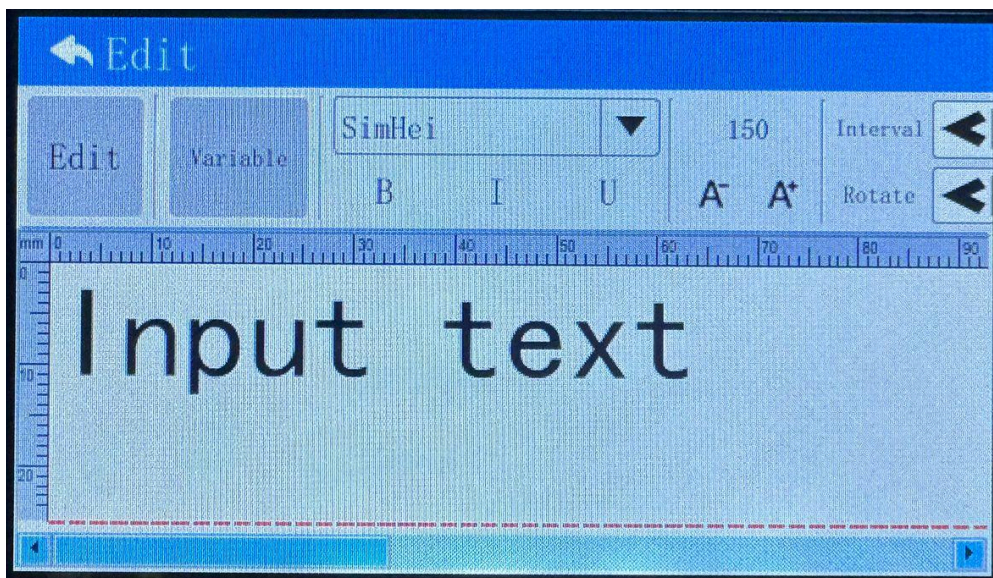 Edit
Edit
Variable
SimHei
150
Interval
B
I
U
A-
A+
Rotate
mm 0 10 20 30 40 50 60 70 80 90
0
10
20
Input text